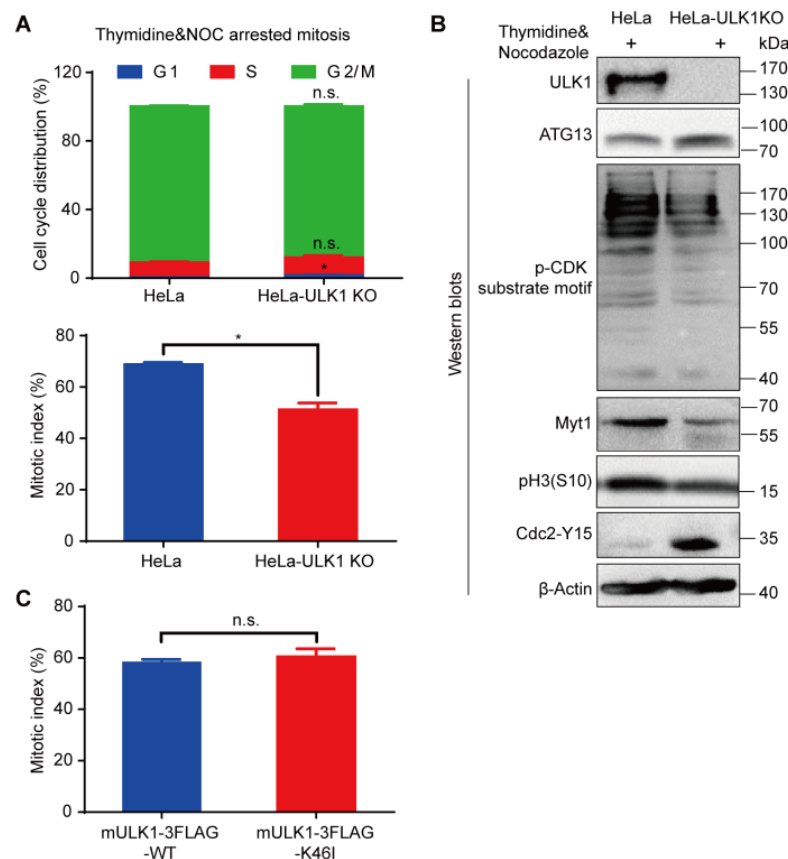 A
Thymidine&NOC arrested mitosis
G1 S G2/M
Cell cycle distribution (%)
120
80
40
0
n.s.
n.s.
*
HeLa
HeLa-ULK1 KO
Mitotic index (%)
80
60
40
20
0
*
HeLa
HeLa-ULK1 KO
B
HeLa HeLa-ULK1KO
Thymidine&
Nocodazole
+ + kDa
Western blots
ULK1
170
130
ATG13
100
70
p-CDK
substrate motif
170
130
100
70
55
40
Myt1
70
55
pH3(S10)
15
Cdc2-Y15
35
β-Actin
40
C
Mitotic index (%)
80
60
40
20
0
n.s.
mULK1-3FLAG
-WT
mULK1-3FLAG
-K46I